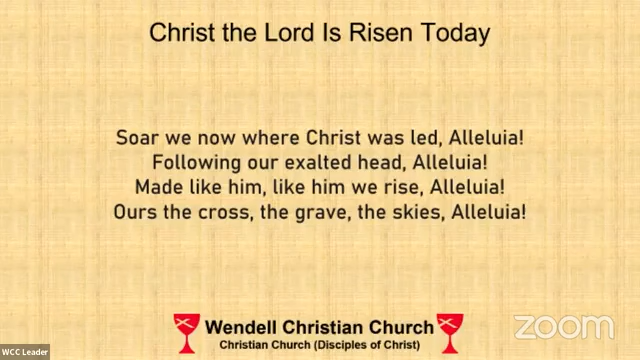 Christ the Lord Is Risen Today
Soar we now where Christ was led, Alleluia!
Following our exalted head, Alleluia!
Made like him, like him we rise, Alleluia!
Ours the cross, the grave, the skies, Alleluia!
Wendell Christian Church
Christian Church (Disciples of Christ)
zoom
WCC Leader